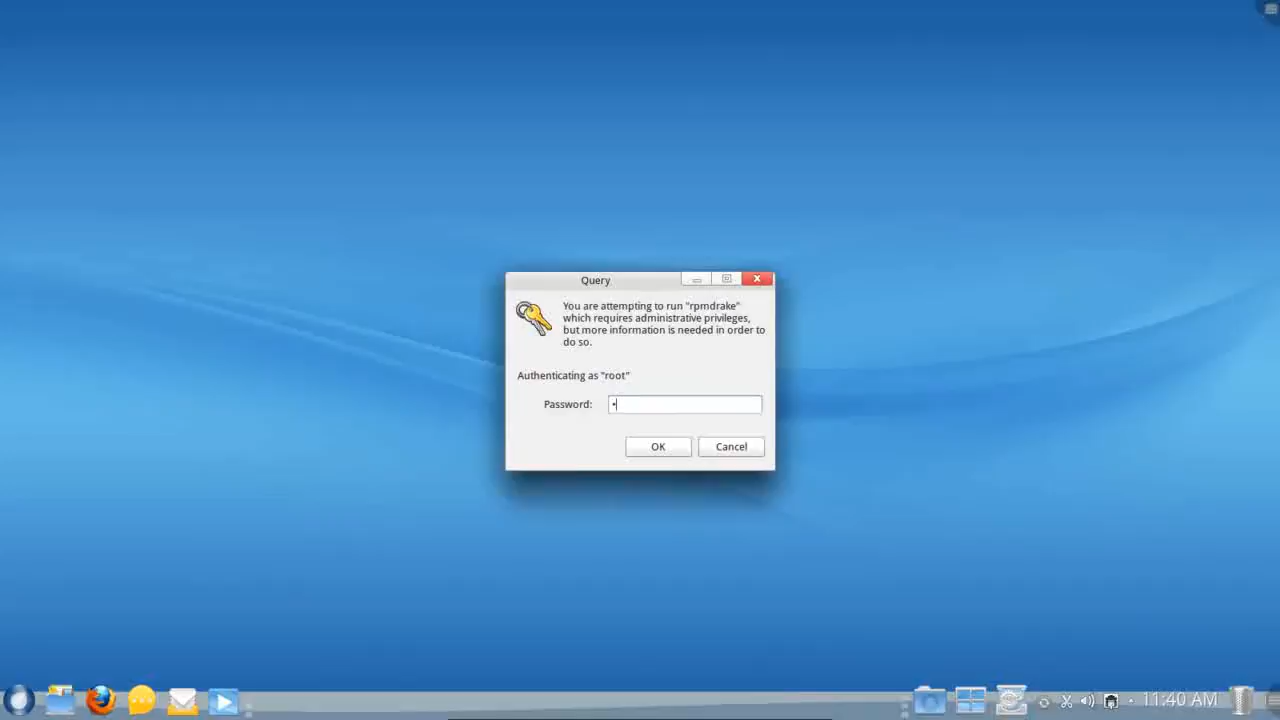 Query
You are attempting to run "rpmdrake"
which requires administrative privileges,
but more information is needed in order to
do so.
Authenticating as "root"
Password: •
OK Cancel
11:40 AM